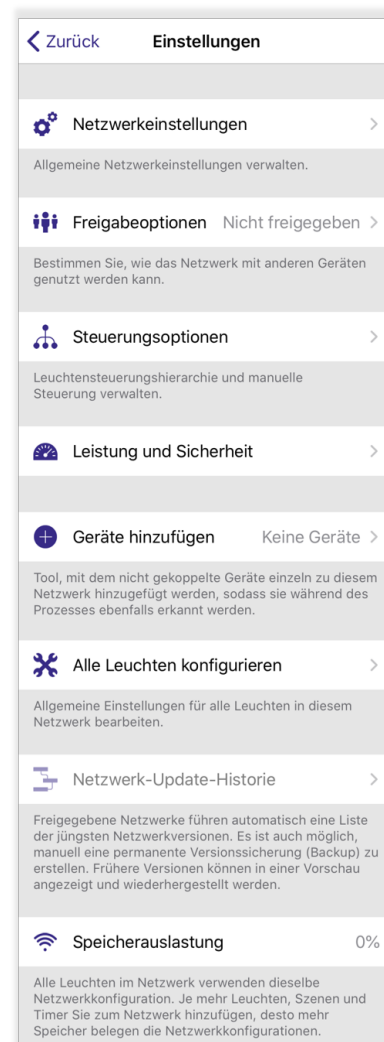 Zurück Einstellungen
Netzwerkeinstellungen
Allgemeine Netzwerkeinstellungen verwalten.
Freigabeoptionen Nicht freigegeben
Bestimmen Sie, wie das Netzwerk mit anderen Geräten
genutzt werden kann.
Steuerungsoptionen
Leuchtensteuerungshierarchie und manuelle
Steuerung verwalten.
Leistung und Sicherheit
Geräte hinzufügen Keine Geräte
Tool, mit dem nicht gekoppelte Geräte einzeln zu diesem
Netzwerk hinzugefügt werden, sodass sie während des
Prozesses ebenfalls erkannt werden.
Alle Leuchten konfigurieren
Allgemeine Einstellungen für alle Leuchten in diesem
Netzwerk bearbeiten.
Netzwerk-Update-Historie
Freigegebene Netzwerke führen automatisch eine Liste
der jüngsten Netzwerkversionen. Es ist auch möglich,
manuell eine permanente Versionssicherung (Backup) zu
erstellen. Frühere Versionen können in einer Vorschau
angezeigt und wiederhergestellt werden.
Speicherauslastung 0%
Alle Leuchten im Netzwerk verwenden dieselbe
Netzwerkkonfiguration. Je mehr Leuchten, Szenen und
Timer Sie zum Netzwerk hinzufügen, desto mehr
Speicher belegen die Netzwerkkonfigurationen.